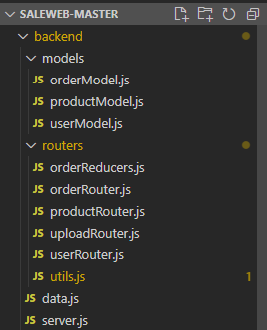 SALEWEB-MASTER
backend
models
JS orderModel.js
JS productModel.js
JS userModel.js
routers
JS orderReducers.js
JS orderRouter.js
JS productRouter.js
JS uploadRouter.js
JS userRouter.js
JS utils.js 1
JS data.js
JS server.js